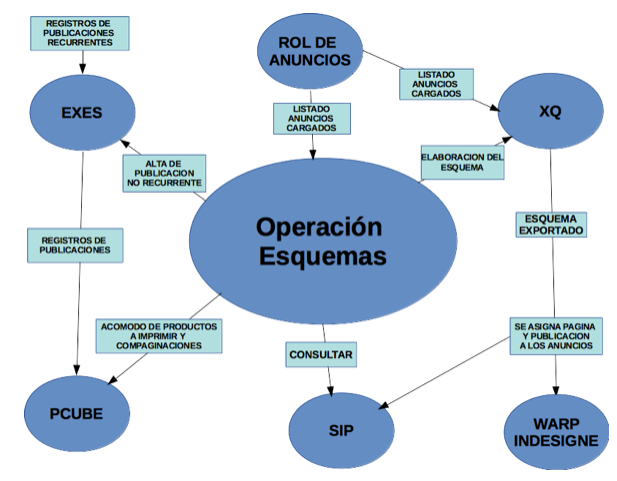 REGISTROS DE
PUBLICACIONES
RECURRENTES
ROL DE
ANUNCIOS
LISTADO
ANUNCIOS
CARGADOS
EXES
LISTADO
ANUNCIOS
CARGADOS
XQ
ALTA DE
PUBLICACION
NO RECURRENTE
ELABORACION DEL
ESQUEMA
Operación
Esquemas
REGISTROS DE
PUBLICACIONES
ESQUEMA
EXPORTADO
ACOMODO DE PRODUCTOS
A IMPRIMIR Y
COMPAGINACIONES
CONSULTAR
SE ASIGNA PAGINA
Y PUBLICACION
A LOS ANUNCIOS
PCUBE
SIP
WARP
INDESIGNE